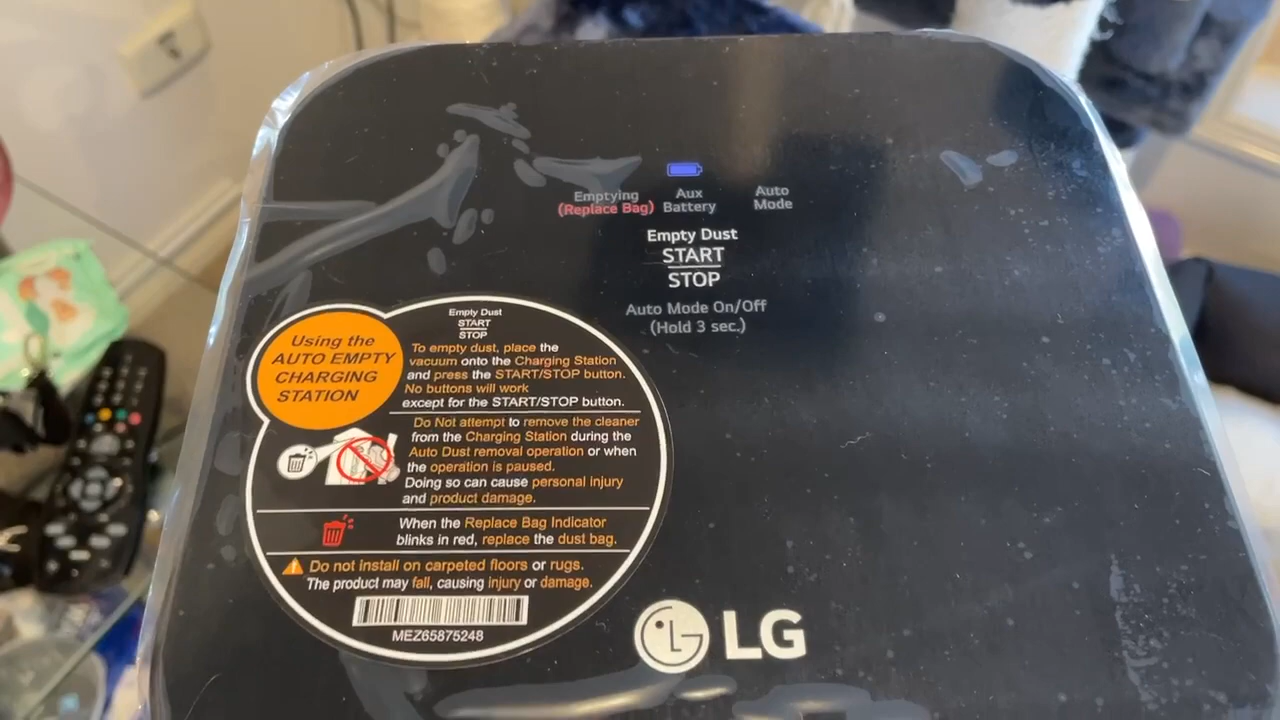 Emptying
(Replace Bag)
Aux
Battery
Auto
Mode
Empty Dust
START
STOP
Auto Mode On/Off
(Hold 3 sec.)
Using the
AUTO EMPTY
CHARGING
STATION
Empty Dust
START
STOP
To empty dust, place the
vacuum onto the Charging Station
and press the START/STOP button.
No buttons will work
except for the START/STOP button.
Do Not attempt to remove the cleaner
from the Charging Station during the
Auto Dust removal operation or when
the operation is paused.
Doing so can cause personal injury
and product damage.
When the Replace Bag Indicator
blinks in red, replace the dust bag.
Do not install on carpeted floors or rugs.
The product may fall, causing injury or damage.
MEZ65875248
LG